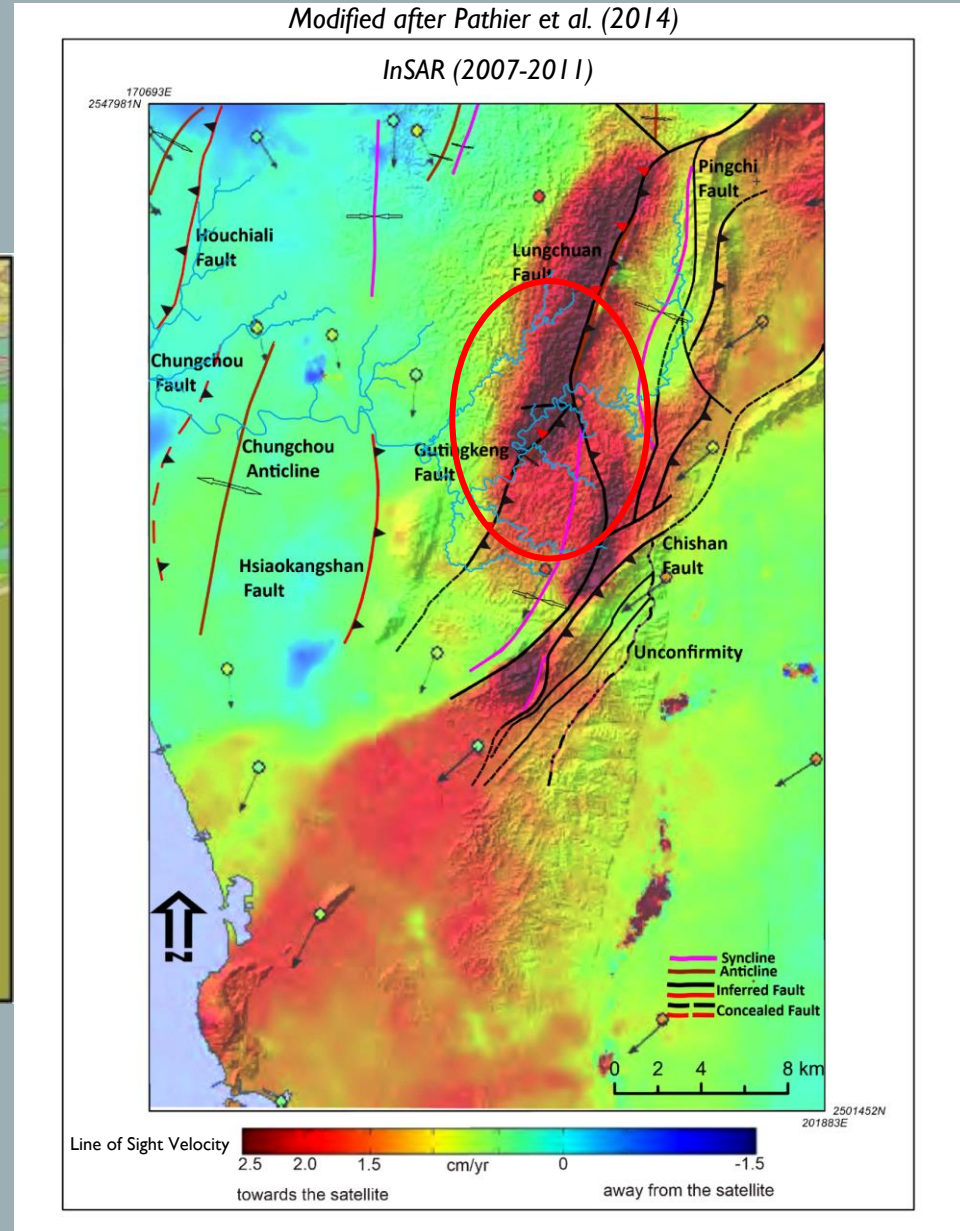 Modified after Pathier et al. (2014)
InSAR (2007-2011)
170693E
2547981N
Pingchi
Fault
Houchiali
Fault
Lungchuan
Fault
Chungchou
Fault
Chungchou
Anticline
Gutingkeng
Fault
Hsiaokangshan
Fault
Chishan
Fault
Unconfirmity
N
Syncline
Anticline
Inferred Fault
Concealed Fault
0 2 4 8 km
2501452N
201883E
Line of Sight Velocity
2.5 2.0 1.5 cm/yr 0 -1.5
towards the satellite away from the satellite